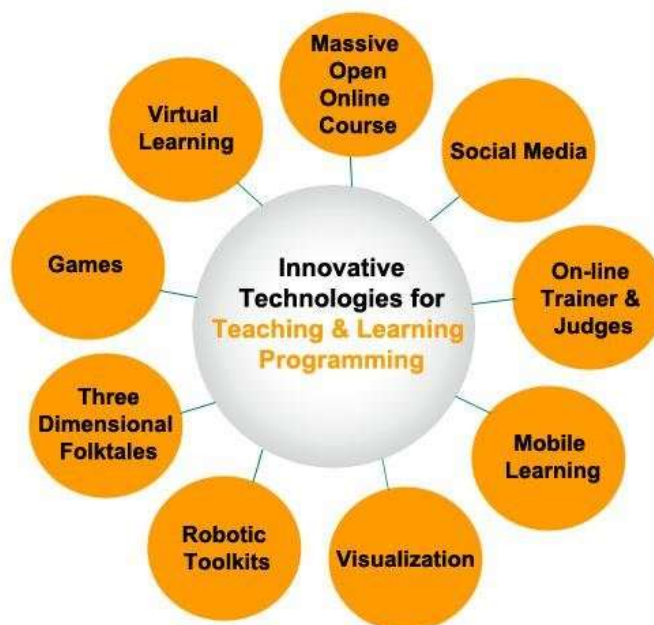 Massive
Open
Online
Course
Social Media
On-line
Trainer &
Judges
Mobile
Learning
Visualization
Robotic
Toolkits
Three
Dimensional
Folktales
Games
Virtual
Learning
Innovative
Technologies for
Teaching & Learning
Programming